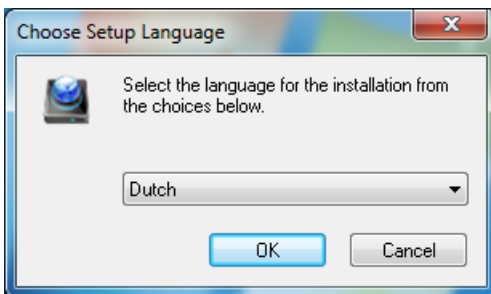 Choose Setup Language
Select the language for the installation from
the choices below.
Dutch
OK
Cancel